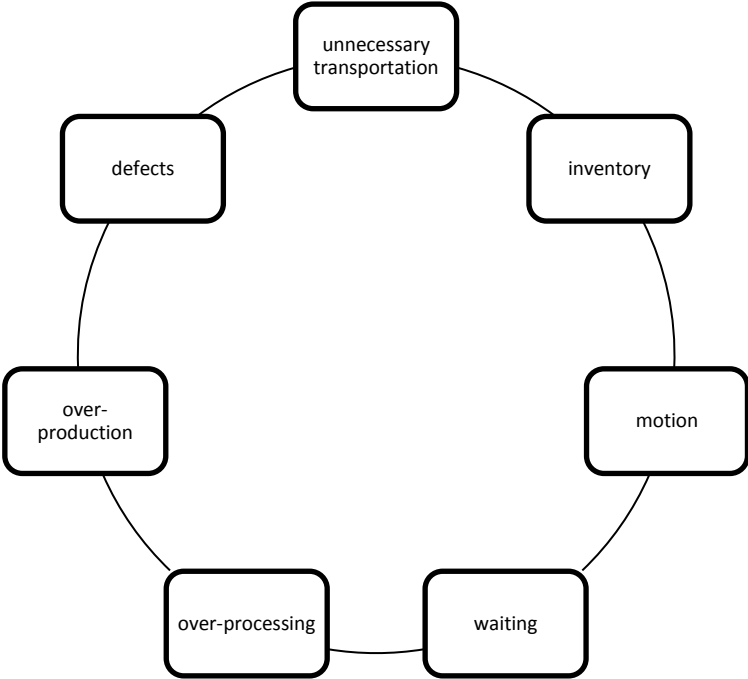 unnecessary
transportation
inventory
motion
waiting
over-processing
over-
production
defects